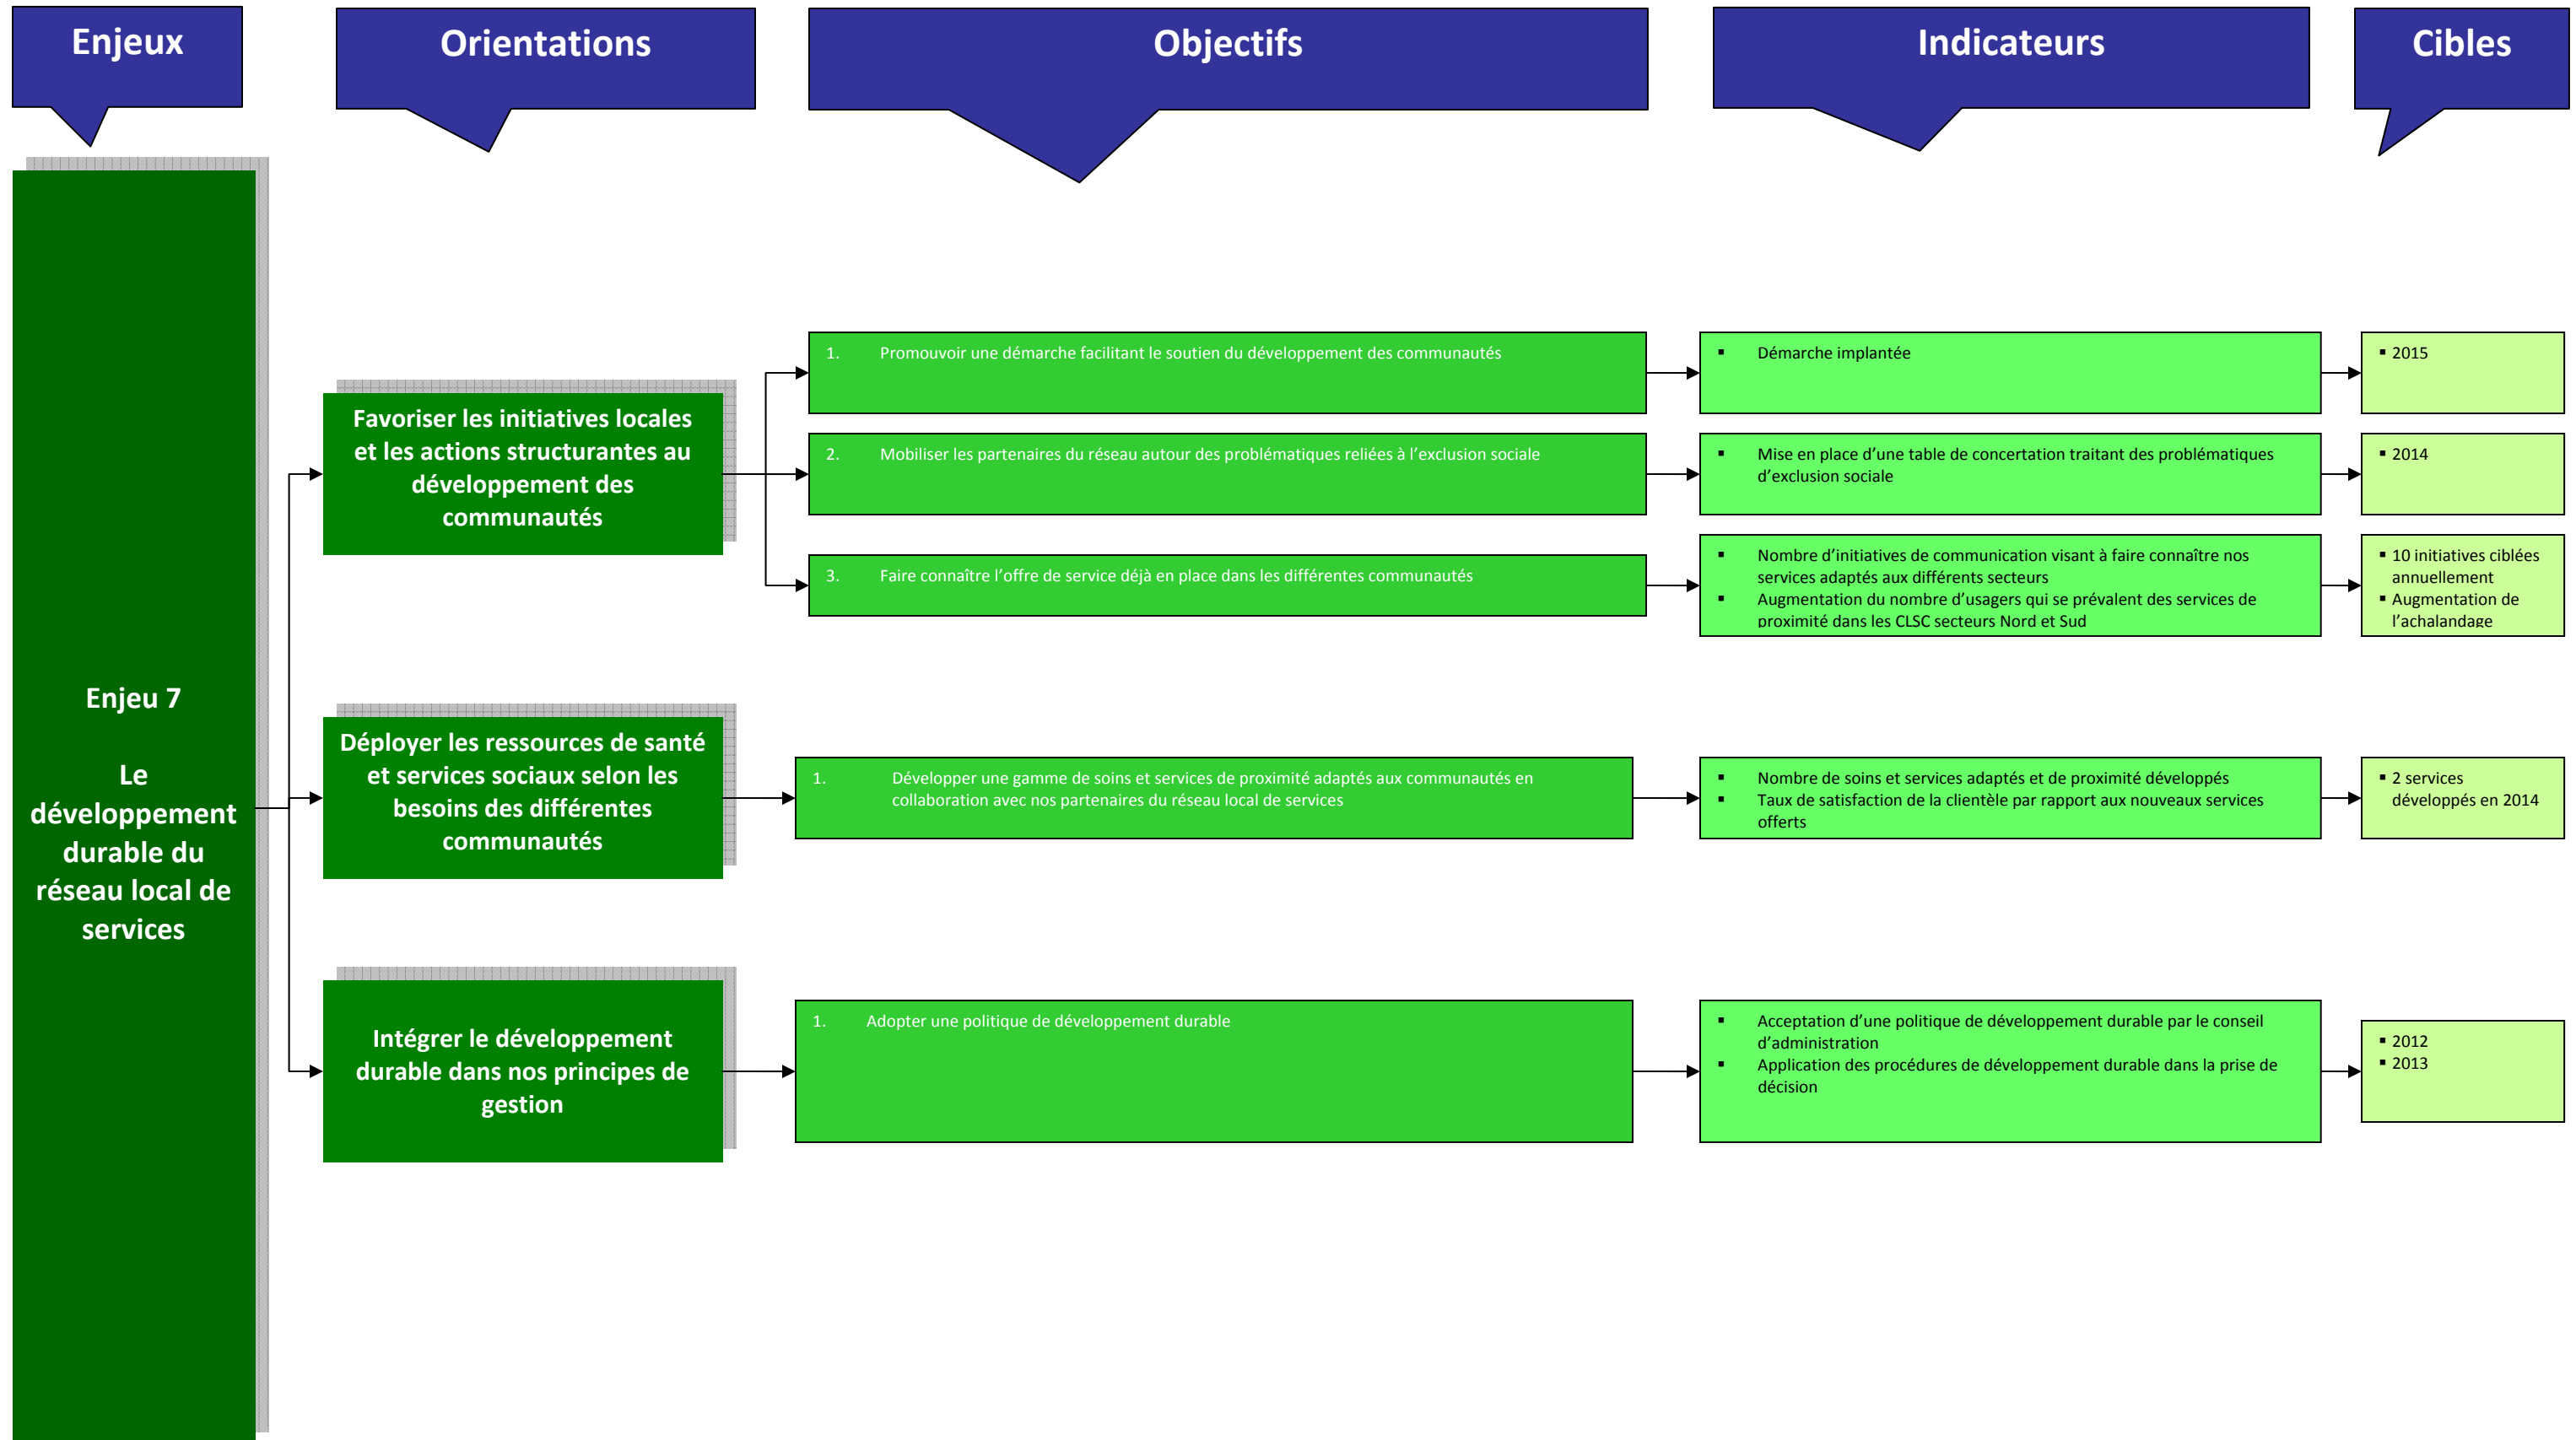 Enjeux
Orientations
Objectifs
Indicateurs
Cibles
Enjeu 7
Le
développement
durable du
réseau local de
services
Favoriser les initiatives locales
et les actions structurantes au
développement des
communautés
1. Promouvoir une démarche facilitant le soutien du développement des communautés
▪ Démarche implantée
▪ 2015
2. Mobiliser les partenaires du réseau autour des problématiques reliées à l’exclusion sociale
▪ Mise en place d’une table de concertation traitant des problématiques
d’exclusion sociale
▪ 2014
3. Faire connaître l’offre de service déjà en place dans les différentes communautés
▪ Nombre d’initiatives de communication visant à faire connaître nos
services adaptés aux différents secteurs
▪ Augmentation du nombre d’usagers qui se prévalent des services de
proximité dans les CLSC secteurs Nord et Sud
▪ 10 initiatives ciblées
annuellement
▪ Augmentation de
l’achalandage
Déployer les ressources de santé
et services sociaux selon les
besoins des différentes
communautés
1. Développer une gamme de soins et services de proximité adaptés aux communautés en
collaboration avec nos partenaires du réseau local de services
▪ Nombre de soins et services adaptés et de proximité développés
▪ Taux de satisfaction de la clientèle par rapport aux nouveaux services
offerts
▪ 2 services
développés en 2014
Intégrer le développement
durable dans nos principes de
gestion
1. Adopter une politique de développement durable
▪ Acceptation d’une politique de développement durable par le conseil
d’administration
▪ Application des procédures de développement durable dans la prise de
décision
▪ 2012
▪ 2013